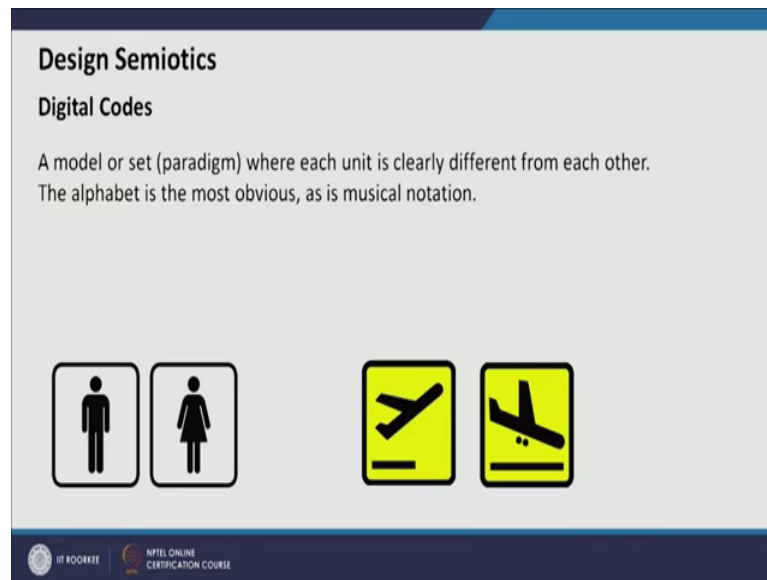 Design Semiotics
Digital Codes
A model or set (paradigm) where each unit is clearly different from each other.
The alphabet is the most obvious, as is musical notation.
IIT ROORKEE
NPTEL ONLINE
CERTIFICATION COURSE